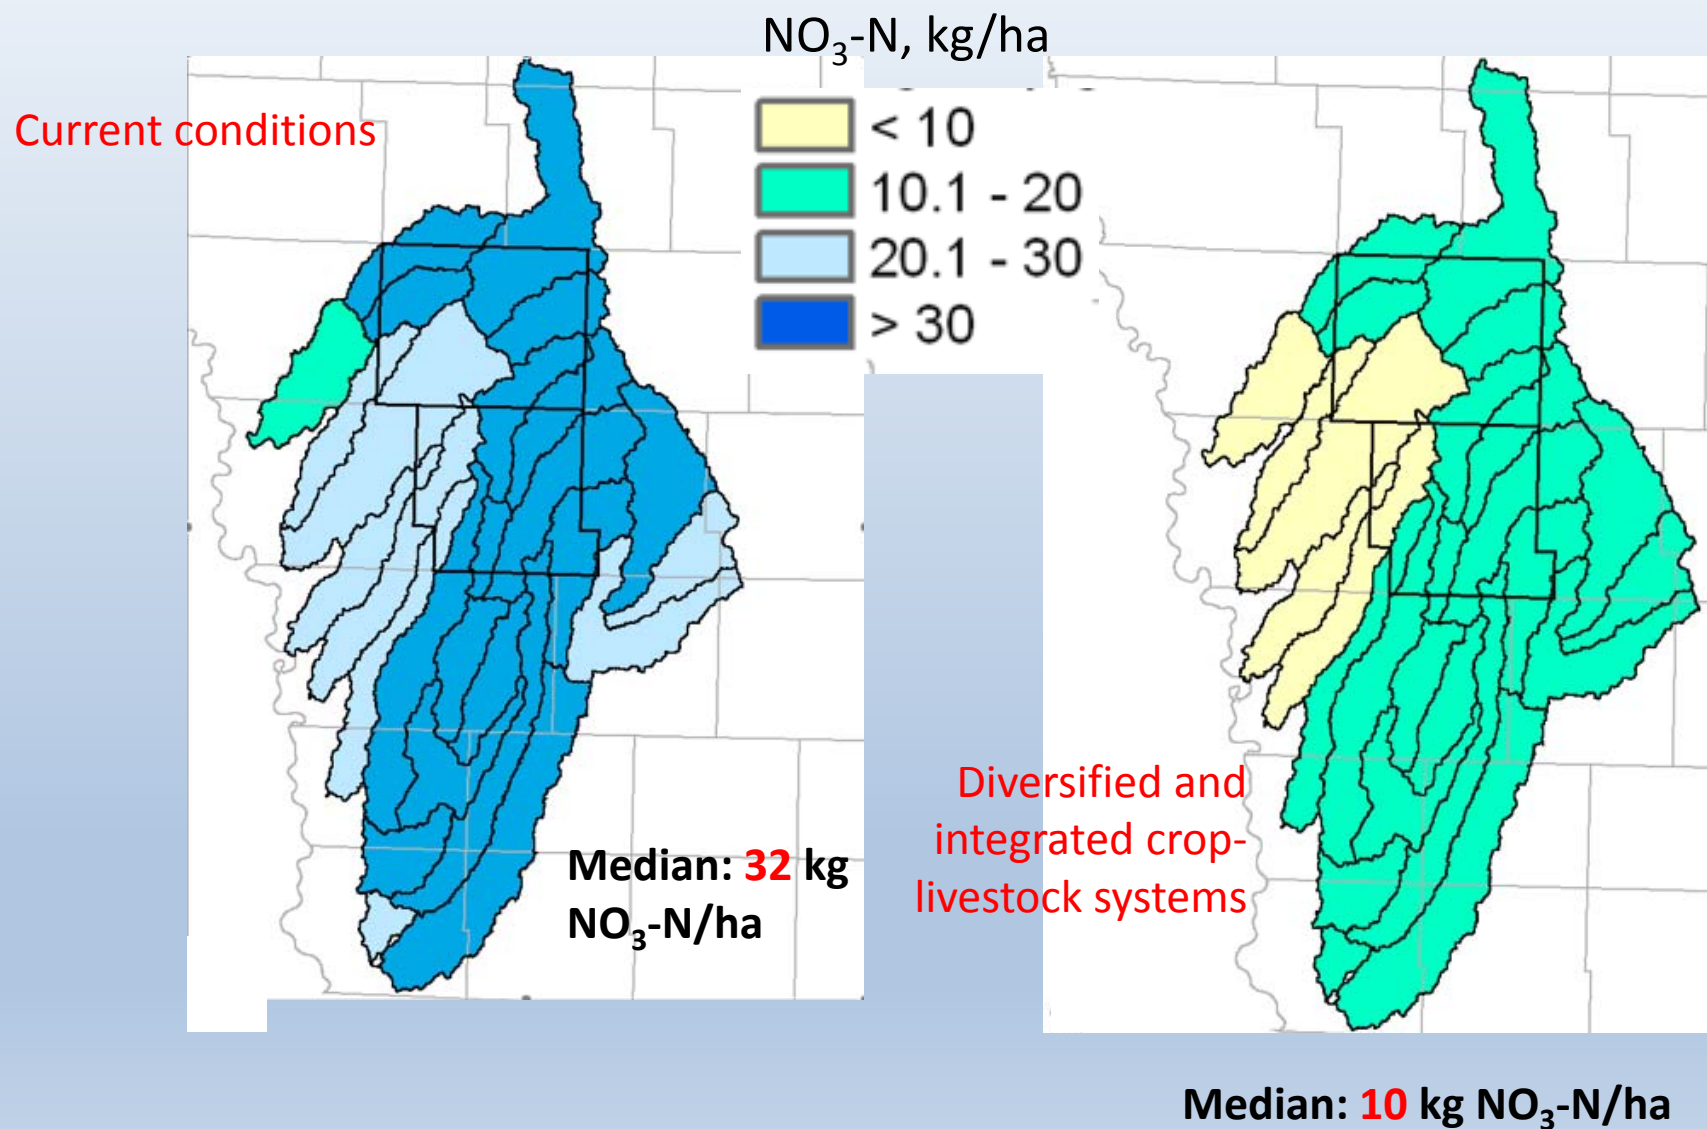 NO₃-N, kg/ha
Current conditions
< 10
10.1 - 20
20.1 - 30
> 30
Median: 32 kg
NO₃-N/ha
Diversified and
integrated crop-
livestock systems
Median: 10 kg NO₃-N/ha